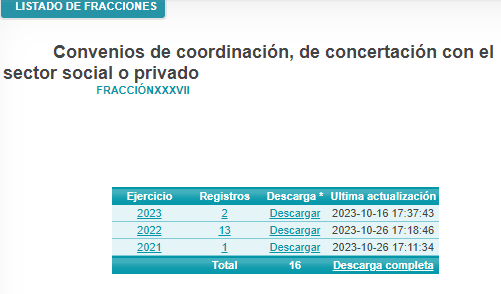 LISTADO DE FRACCIONES
Convenios de coordinación, de concertación con el
sector social o privado
FRACCIÓNXXXVII
Ejercicio Registros Descarga * Ultima actualización
2023 2 Descargar 2023-10-16 17:37:43
2022 13 Descargar 2023-10-26 17:18:46
2021 1 Descargar 2023-10-26 17:11:34
Total 16 Descarga completa